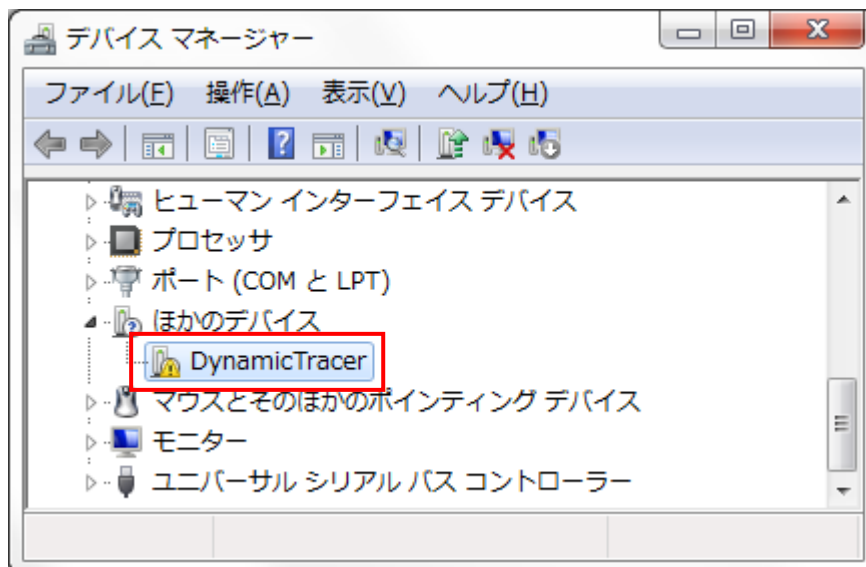 デバイス マネージャー
ファイル(F) 操作(A) 表示(V) ヘルプ(H)
ヒューマン インターフェイス デバイス
プロセッサ
ポート (COM と LPT)
ほかのデバイス
DynamicTracer
マウスとそのほかのポインティング デバイス
モニター
ユニバーサル シリアル バス コントローラー